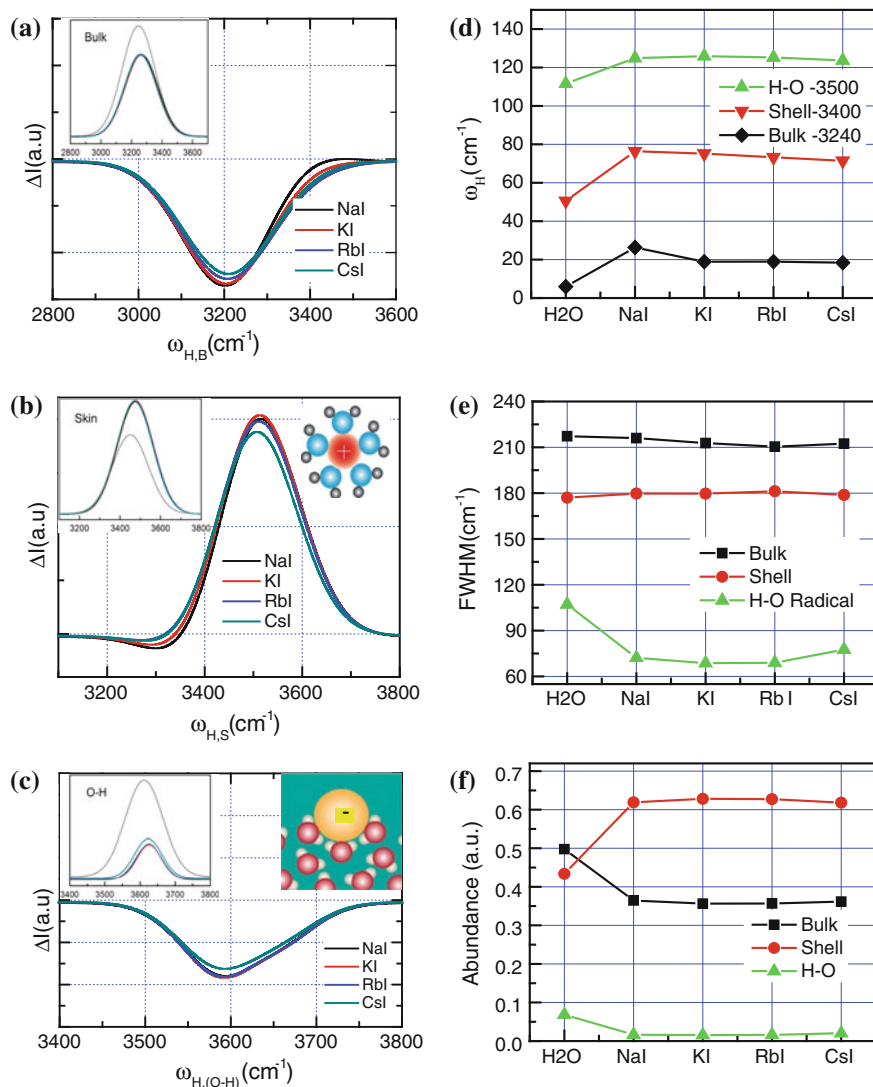 (a)
Bulk
2800 3000 3200 3400 3600
ΔI(a.u)
NaI
KI
RbI
CsI
2800 3000 3200 3400 3600
ω_H,B(cm⁻¹)
(d)
140
120
100
80
60
40
20
0
ω_H(cm⁻¹)
H-O -3500
Shell-3400
Bulk -3240
H2O NaI KI RbI CsI
(b)
Skin
3200 3400 3600 3800
+
ΔI(a.u)
NaI
KI
RbI
CsI
3200 3400 3600 3800
ω_H,S(cm⁻¹)
(e)
240
210
180
150
120
90
60
FWHM(cm⁻¹)
Bulk
Shell
H-O Radical
H2O NaI KI Rb I CsI
(c)
O-H
3400 3500 3600 3700 3800
-
ΔI(a.u)
NaI
KI
RbI
CsI
3400 3500 3600 3700 3800
ω_H,(O-H)(cm⁻¹)
(f)
0.7
0.6
0.5
0.4
0.3
0.2
0.1
0.0
Abundance (a.u.)
Bulk
Shell
H-O
H2O NaI KI RbI CsI